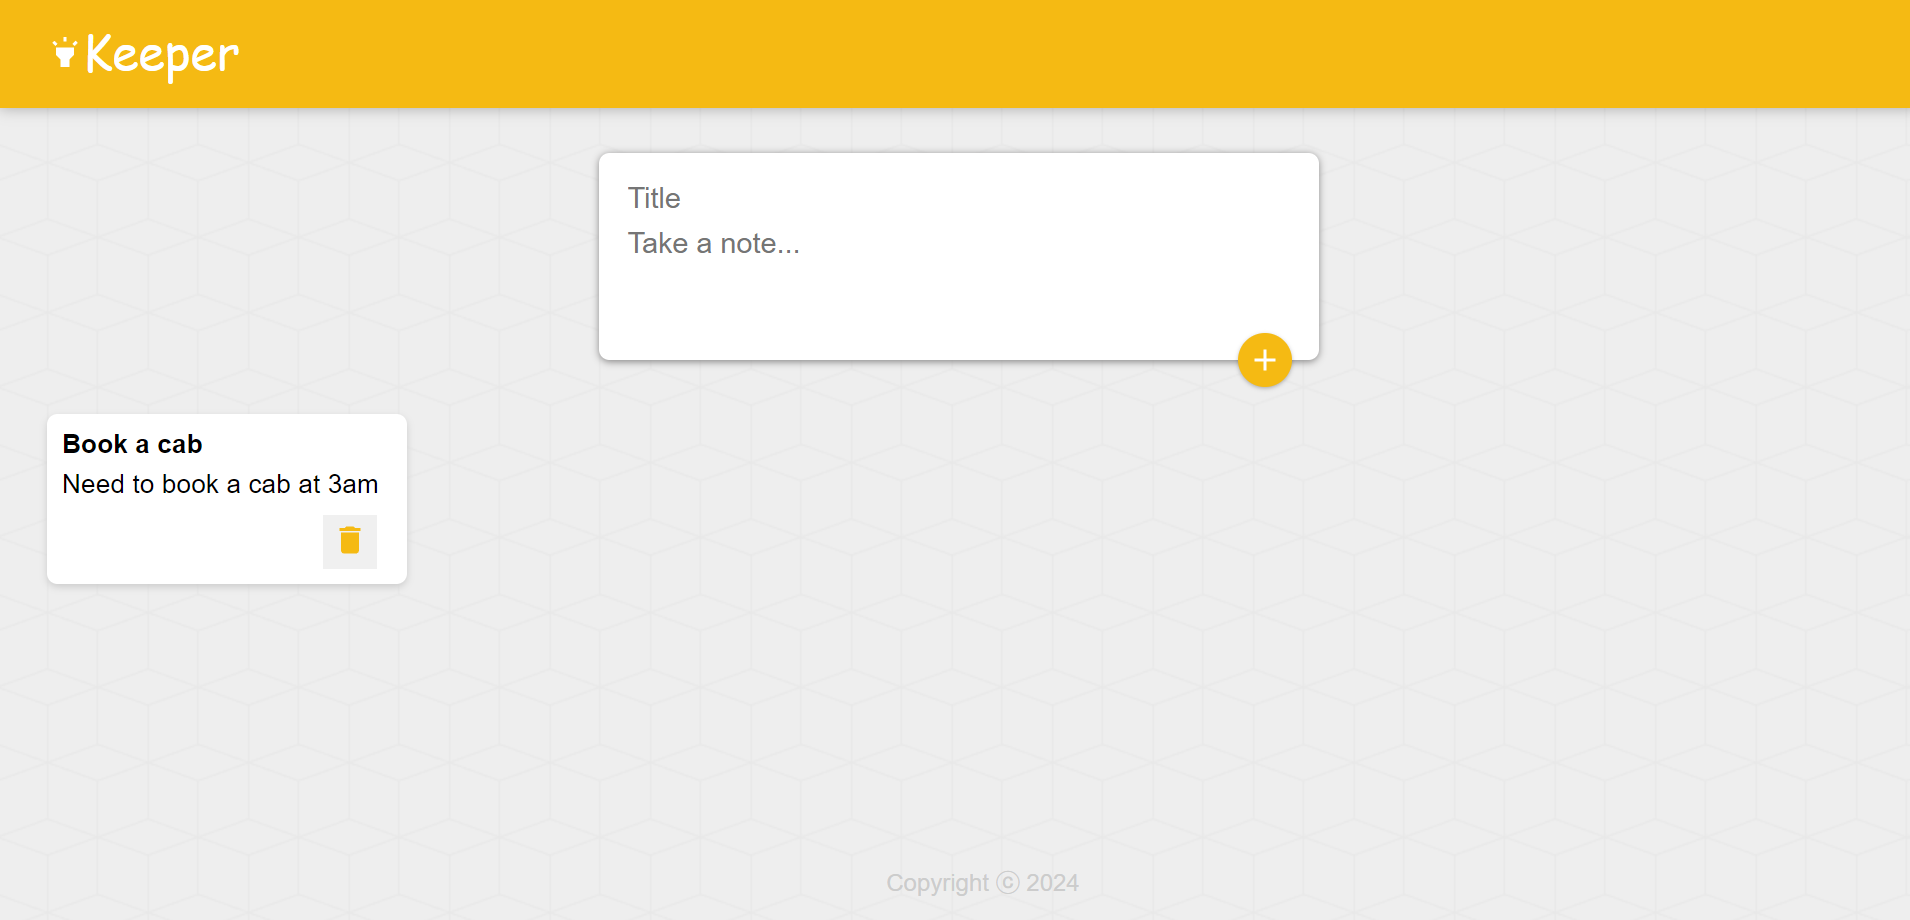 Keeper
Title
Take a note...
Book a cab
Need to book a cab at 3am
Copyright ⓒ 2024